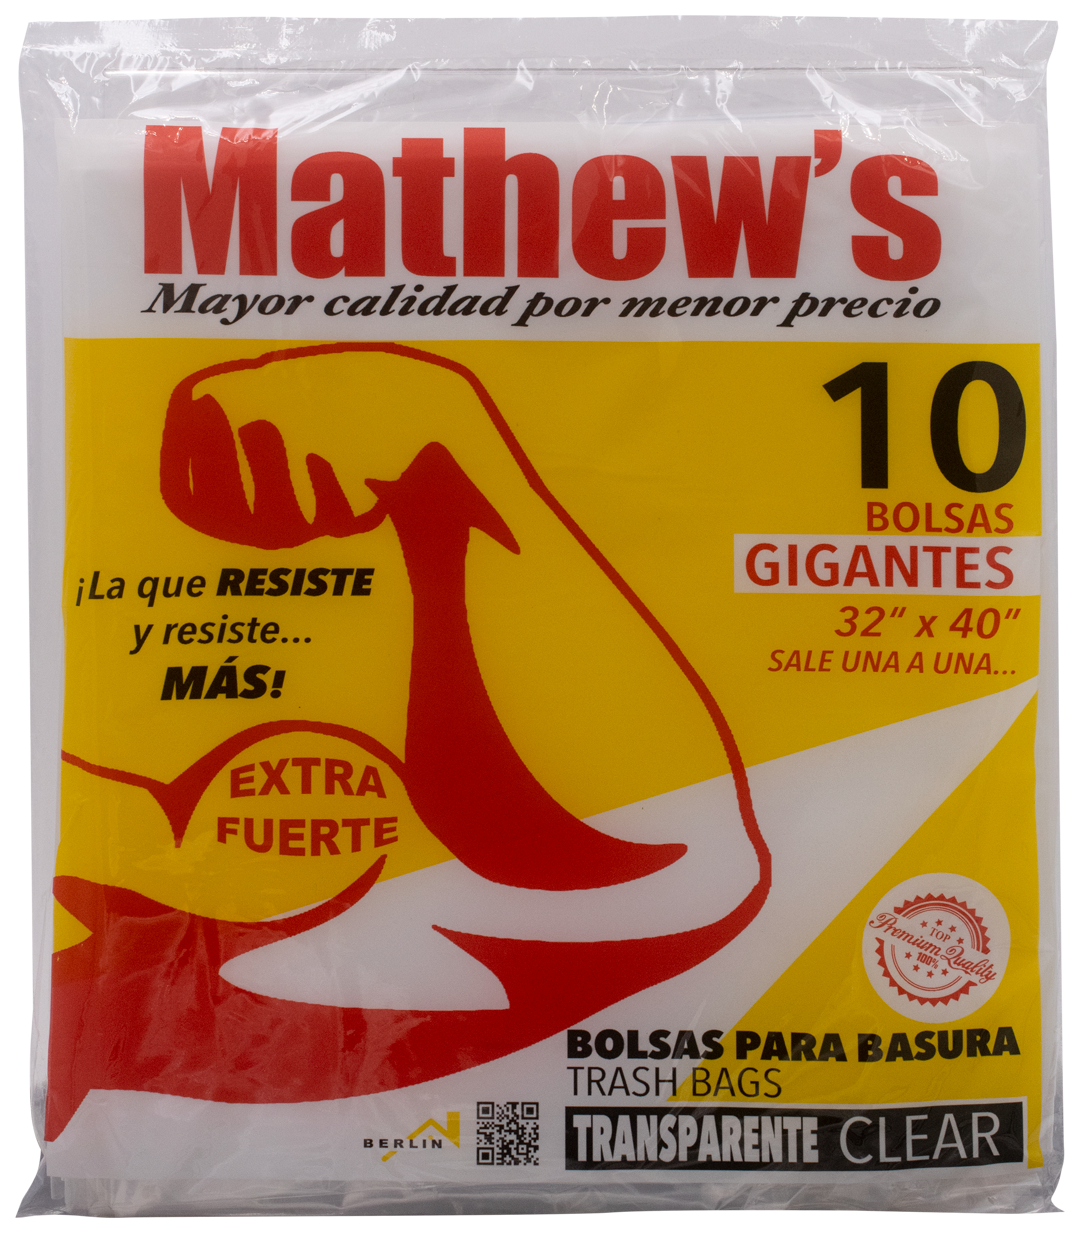 Mathew's
Mayor calidad por menor precio
10
BOLSAS
GIGANTES
32" x 40"
SALE UNA A UNA...
¡La que RESISTE
y resiste...
MÁS!
EXTRA
FUERTE
TOP
Premium Quality
100%
BOLSAS PARA BASURA
TRASH BAGS
TRANSPARENTE CLEAR
BERLIN